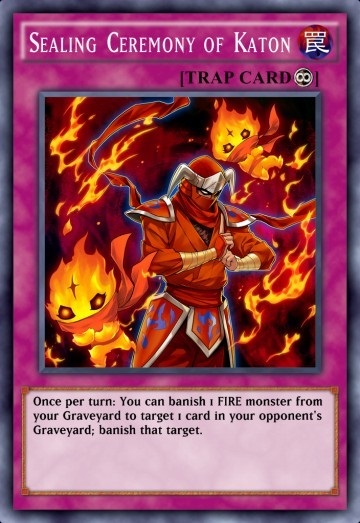 SEALING CEREMONY OF KATON 罠
[TRAP CARD♾]
Once per turn: You can banish 1 FIRE monster from
your Graveyard to target 1 card in your opponent's
Graveyard; banish that target.